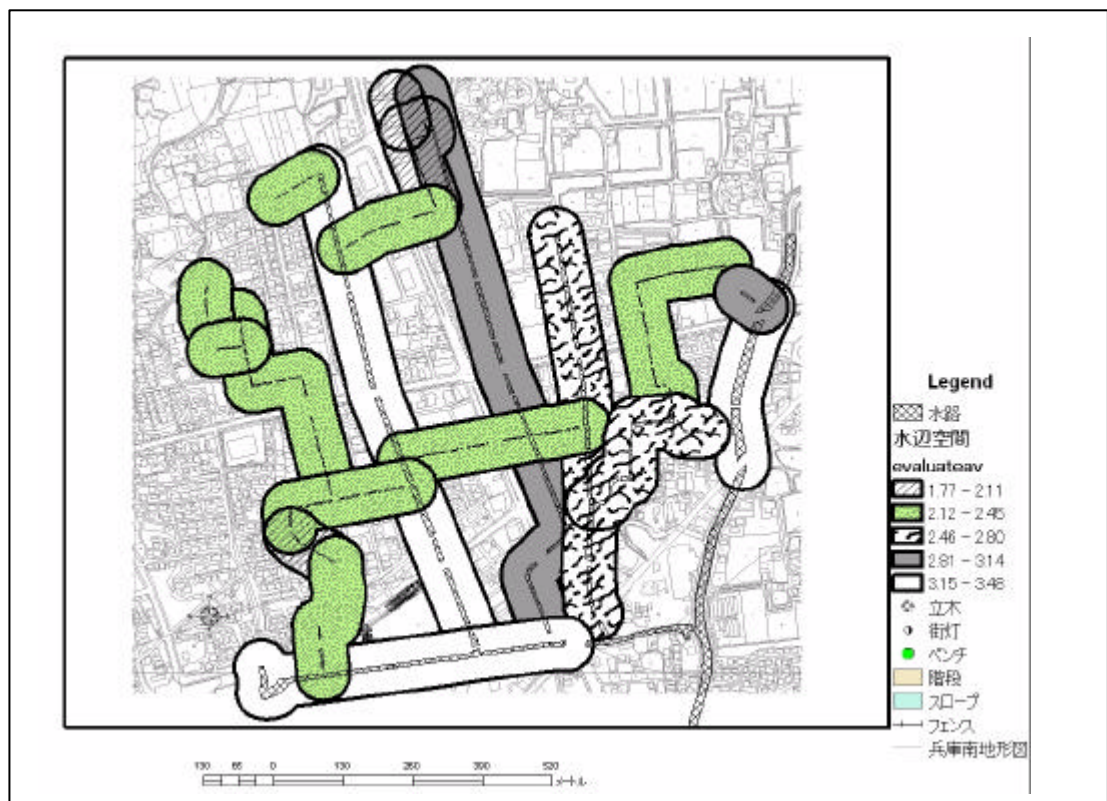 Legend
水路
水辺空間
evaluateav
1.77 - 2.11
2.12 - 2.45
2.46 - 2.80
2.81 - 3.14
3.15 - 3.48
立木
街灯
ベンチ
階段
スロープ
フェンス
兵庫南地形図
130 65 0 130 260 390 520
メートル